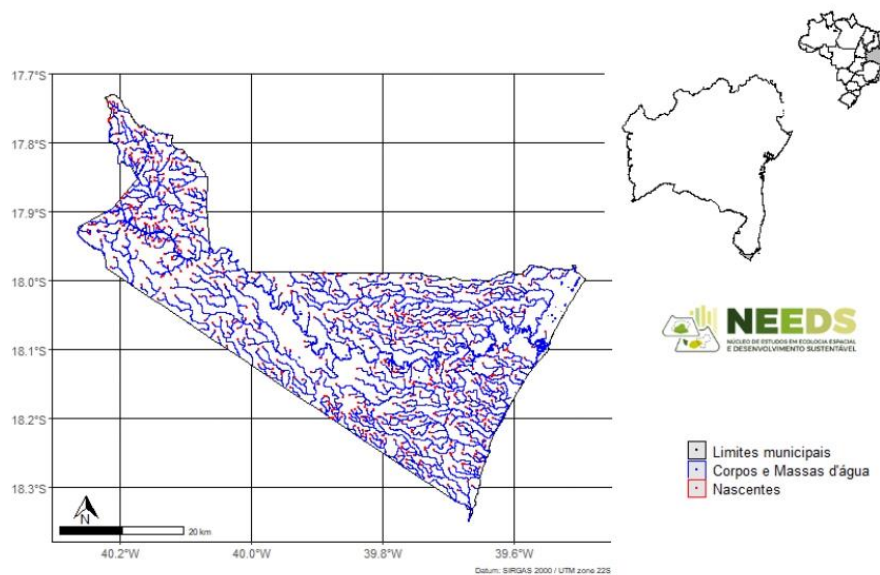 17.7°S
17.8°S
17.9°S
18.0°S
18.1°S
18.2°S
18.3°S
N
20 km
40.2°W 40.0°W 39.8°W 39.6°W
Datum: SIRGAS 2000 / UTM zone 22S
NEEDS
NÚCLEO DE ESTUDOS EM ECOLOGIA ESPACIAL
E DESENVOLVIMENTO SUSTENTÁVEL
Limites municipais
Corpos e Massas d'água
Nascentes